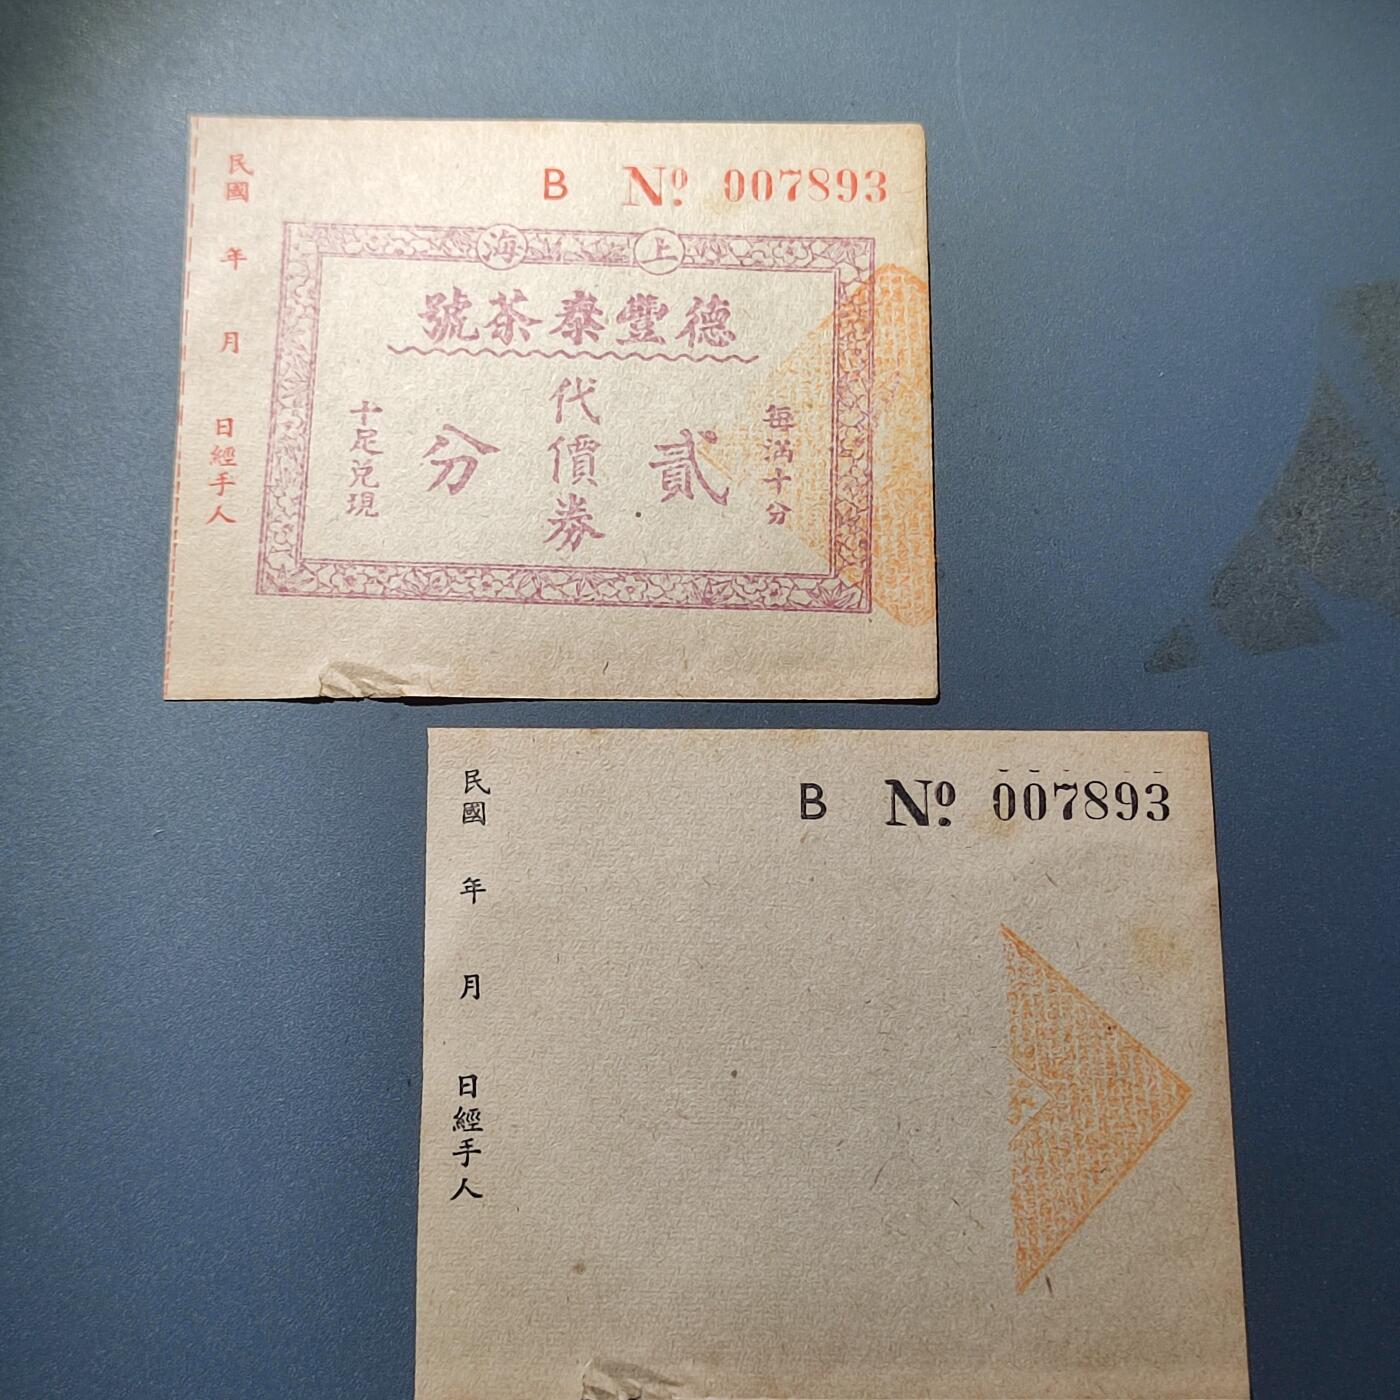 B № 007893
上海
德豐泰茶號
每滿十分
貳
代價券
分
十足兌現
民國 年 月 日經手人
B № 007893
民國 年 月 日經手人